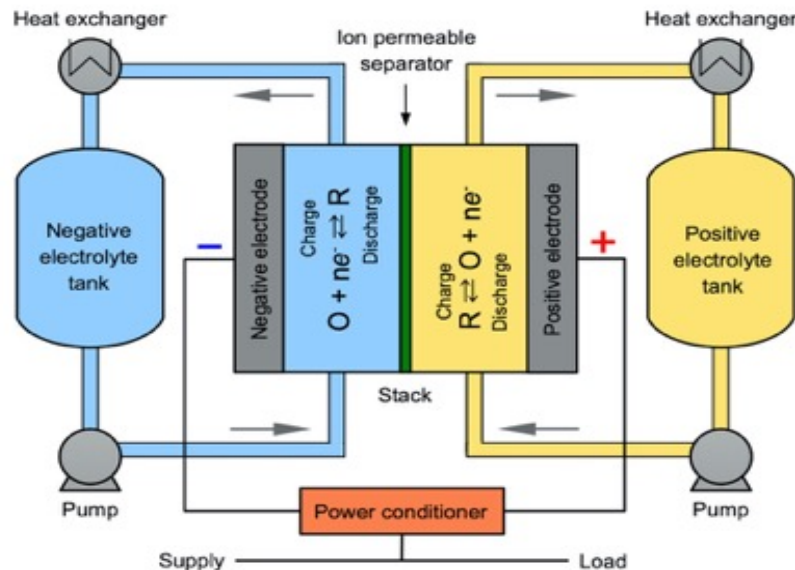 Heat exchanger
Heat exchanger
Ion permeable
separator
Negative
electrolyte
tank
−
Negative electrode
Charge
O + ne⁻ ⇌ R
Discharge
Charge
R ⇌ O + ne⁻
Discharge
Positive electrode
+
Positive
electrolyte
tank
Stack
Pump
Pump
Power conditioner
Supply
Load